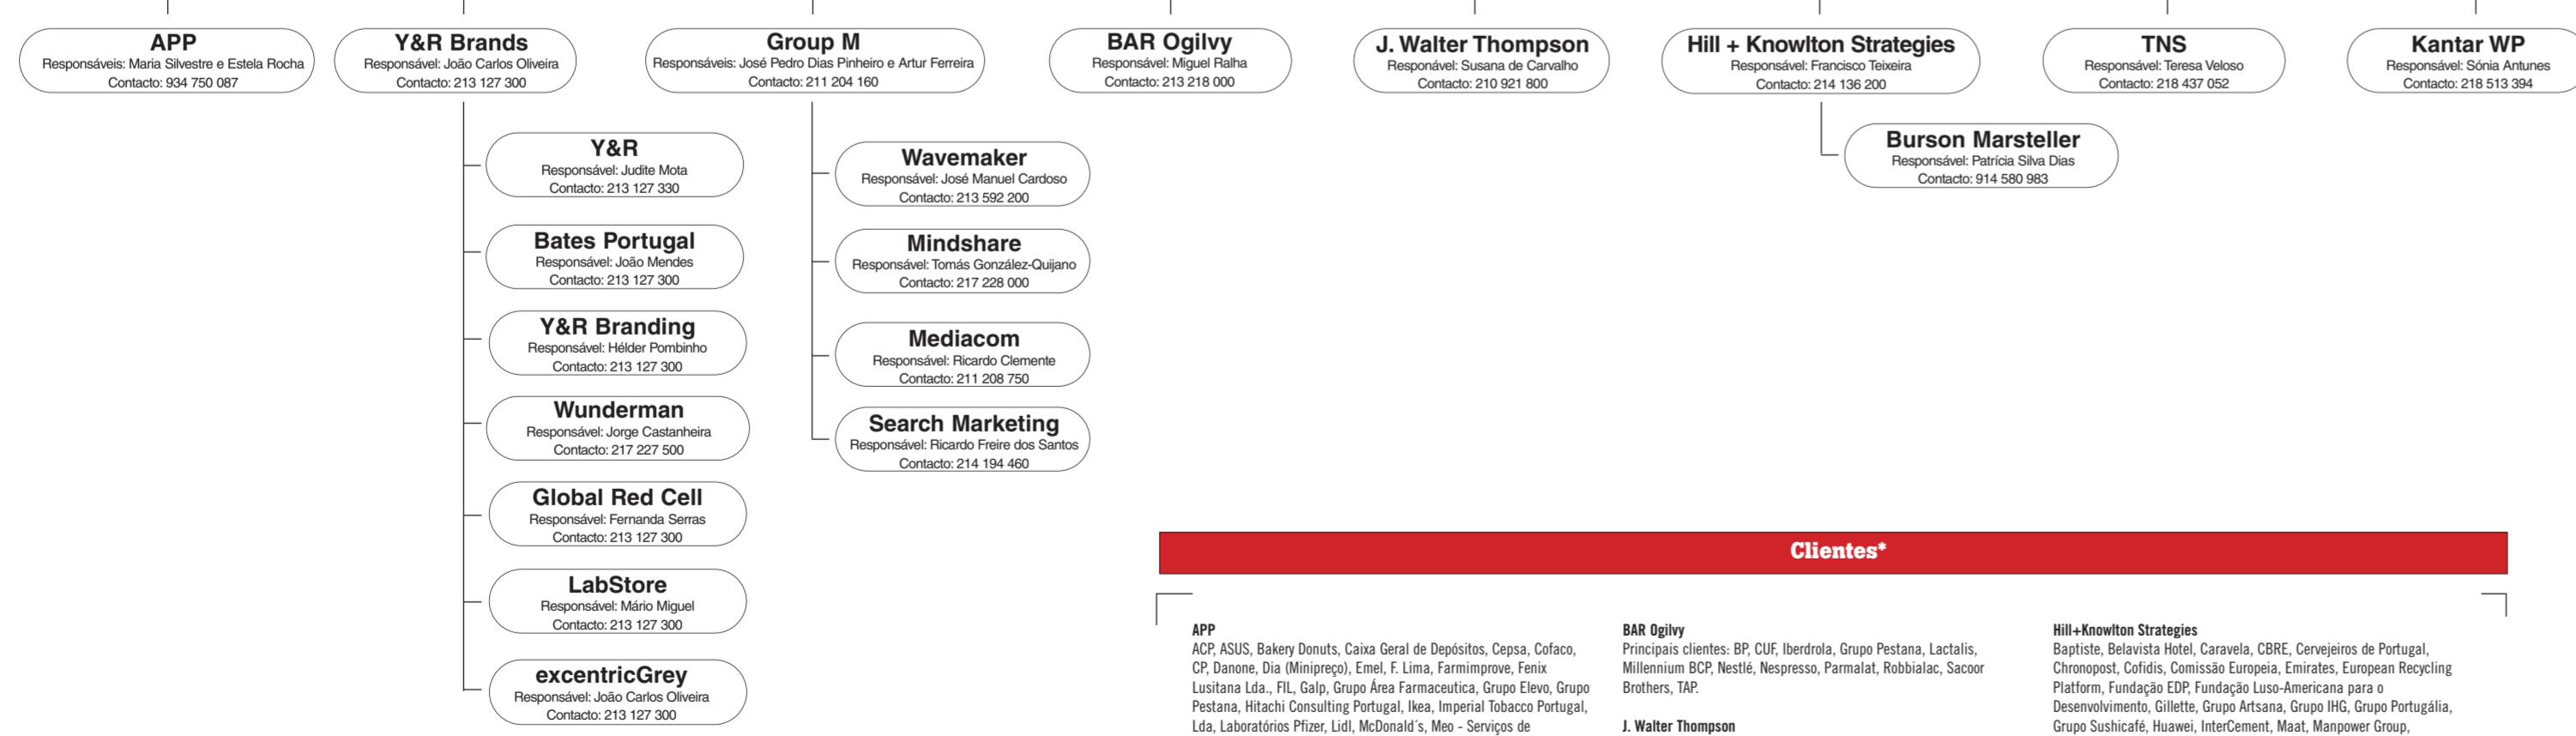 APP
Responsáveis: Maria Silvestre e Estela Rocha
Contacto: 934 750 087
Y&R Brands
Responsável: João Carlos Oliveira
Contacto: 213 127 300
Group M
Responsáveis: José Pedro Dias Pinheiro e Artur Ferreira
Contacto: 211 204 160
BAR Ogilvy
Responsável: Miguel Ralha
Contacto: 213 218 000
J. Walter Thompson
Responável: Susana de Carvalho
Contacto: 210 921 800
Hill + Knowlton Strategies
Responsável: Francisco Teixeira
Contacto: 214 136 200
TNS
Responsável: Teresa Veloso
Contacto: 218 437 052
Kantar WP
Responsável: Sónia Antunes
Contacto: 218 513 394
Y&R
Responsável: Judite Mota
Contacto: 213 127 330
Bates Portugal
Responsável: João Mendes
Contacto: 213 127 300
Y&R Branding
Responsável: Hélder Pombinho
Contacto: 213 127 300
Wunderman
Responsável: Jorge Castanheira
Contacto: 217 227 500
Global Red Cell
Responsável: Fernanda Serras
Contacto: 213 127 300
LabStore
Responsável: Mário Miguel
Contacto: 213 127 300
excentricGrey
Responsável: João Carlos Oliveira
Contacto: 213 127 300
Wavemaker
Responsável: José Manuel Cardoso
Contacto: 213 592 200
Mindshare
Responsável: Tomás González-Quijano
Contacto: 217 228 000
Mediacom
Responsável: Ricardo Clemente
Contacto: 211 208 750
Search Marketing
Responsável: Ricardo Freire dos Santos
Contacto: 214 194 460
Burson Marsteller
Responsável: Patrícia Silva Dias
Contacto: 914 580 983
Clientes*
APP
ACP, ASUS, Bakery Donuts, Caixa Geral de Depósitos, Cepsa, Cofaco,
CP, Danone, Dia (Minipreço), Emel, F. Lima, Farmimprove, Fenix
Lusitana Lda., FIL, Galp, Grupo Área Farmaceutica, Grupo Elevo, Grupo
Pestana, Hitachi Consulting Portugal, Ikea, Imperial Tobacco Portugal,
Lda, Laboratórios Pfizer, Lidl, McDonald´s, Meo - Serviços de
BAR Ogilvy
Principais clientes: BP, CUF, Iberdrola, Grupo Pestana, Lactalis,
Millennium BCP, Nestlé, Nespresso, Parmalat, Robbialac, Sacoor
Brothers, TAP.
J. Walter Thompson
Hill+Knowlton Strategies
Baptiste, Belavista Hotel, Caravela, CBRE, Cervejeiros de Portugal,
Chronopost, Cofidis, Comissão Europeia, Emirates, European Recycling
Platform, Fundação EDP, Fundação Luso-Americana para o
Desenvolvimento, Gillette, Grupo Artsana, Grupo IHG, Grupo Portugália,
Grupo Sushicafé, Huawei, InterCement, Maat, Manpower Group,